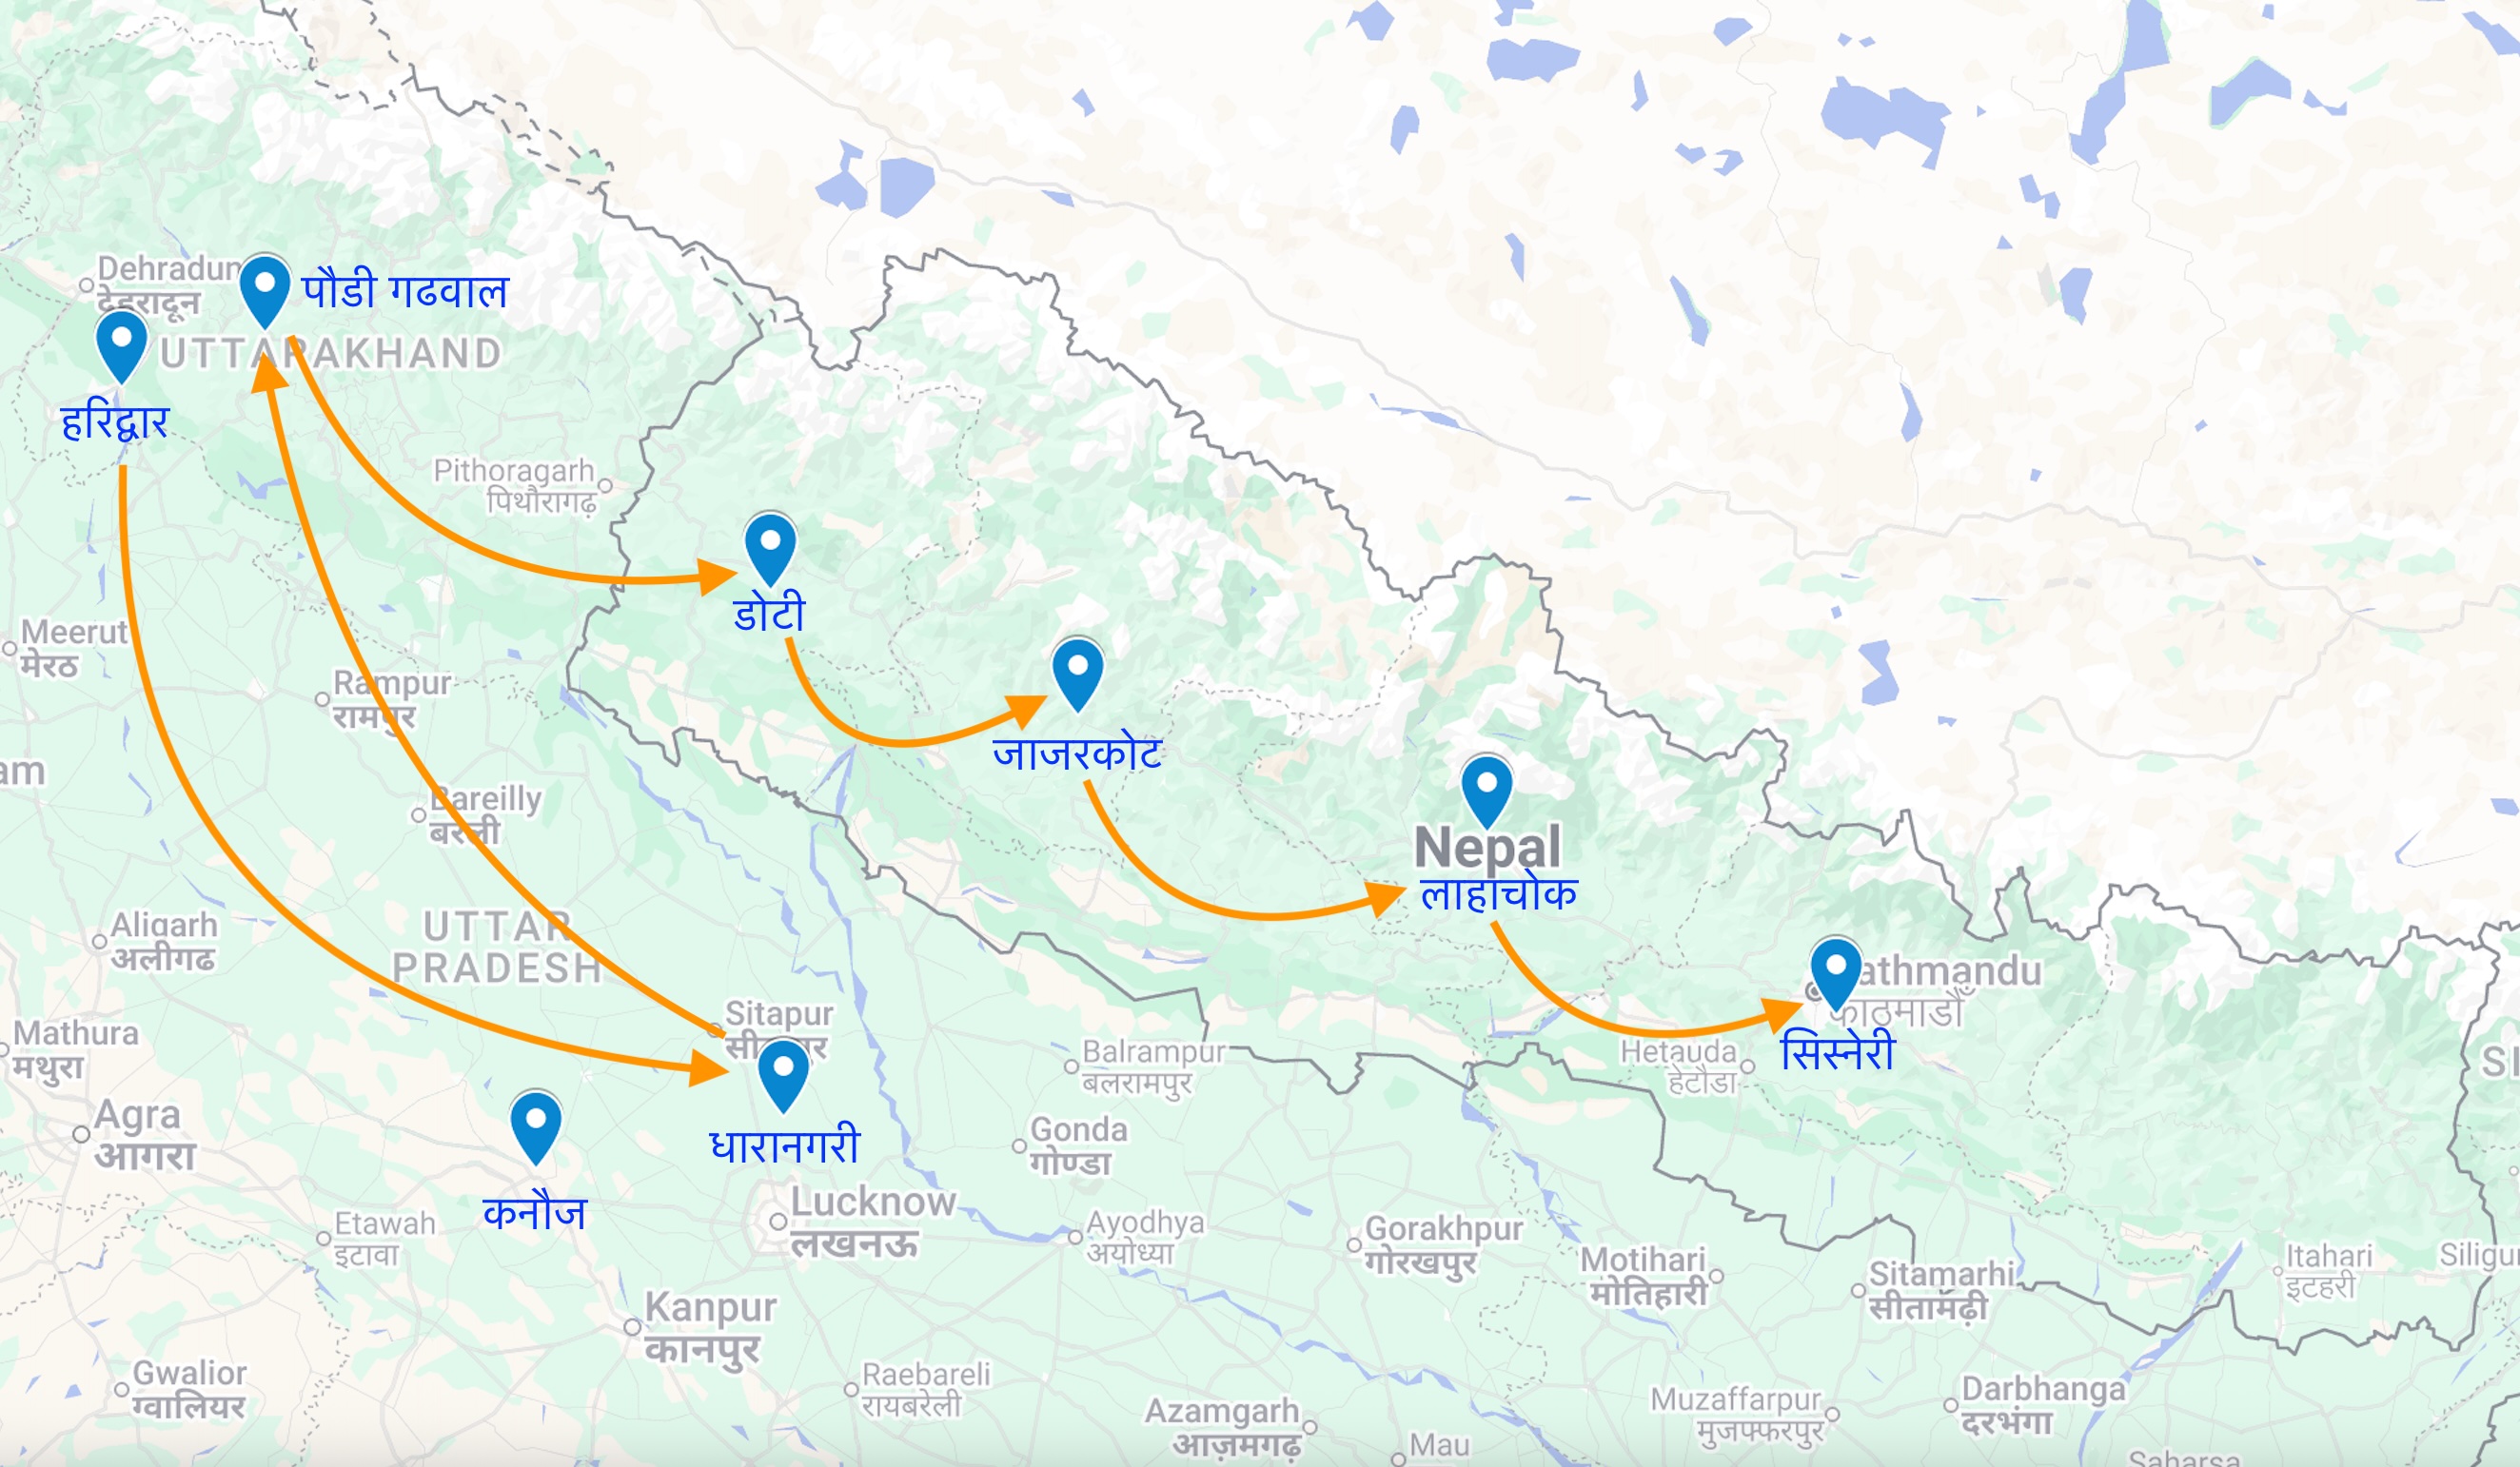 Dehradun
देहरादून
पौडी गढवाल
UTTARAKHAND
हरिद्वार
Pithoragarh
पिथौरागढ़
डोटी
Meerut
मेरठ
Rampur
रामपुर
जाजरकोट
am
Bareilly
बरेली
Nepal
लाहाचोक
Aligarh
अलीगढ
UTTAR
PRADESH
athmandu
काठमाडौँ
सिस्नेरी
Sitapur
Mathura
मथुरा
Balrampur
बलरामपुर
Hetauda
हेटौडा
SI
Agra
आगरा
धारानगरी
Gonda
गोण्डा
कनौज
Lucknow
लखनऊ
Etawah
इटावा
Ayodhya
अयोध्या
Gorakhpur
गोरखपुर
Motihari
मोतिहारी
Sitamarhi
सीतामढ़ी
Itahari
इटहरी
Siligu
Kanpur
कानपुर
Gwalior
ग्वालियर
Raebareli
रायबरेली
Azamgarh
आज़मगढ़
Mau
Muzaffarpur
मुजफ्फरपुर
Darbhanga
दरभंगा
Saharsa